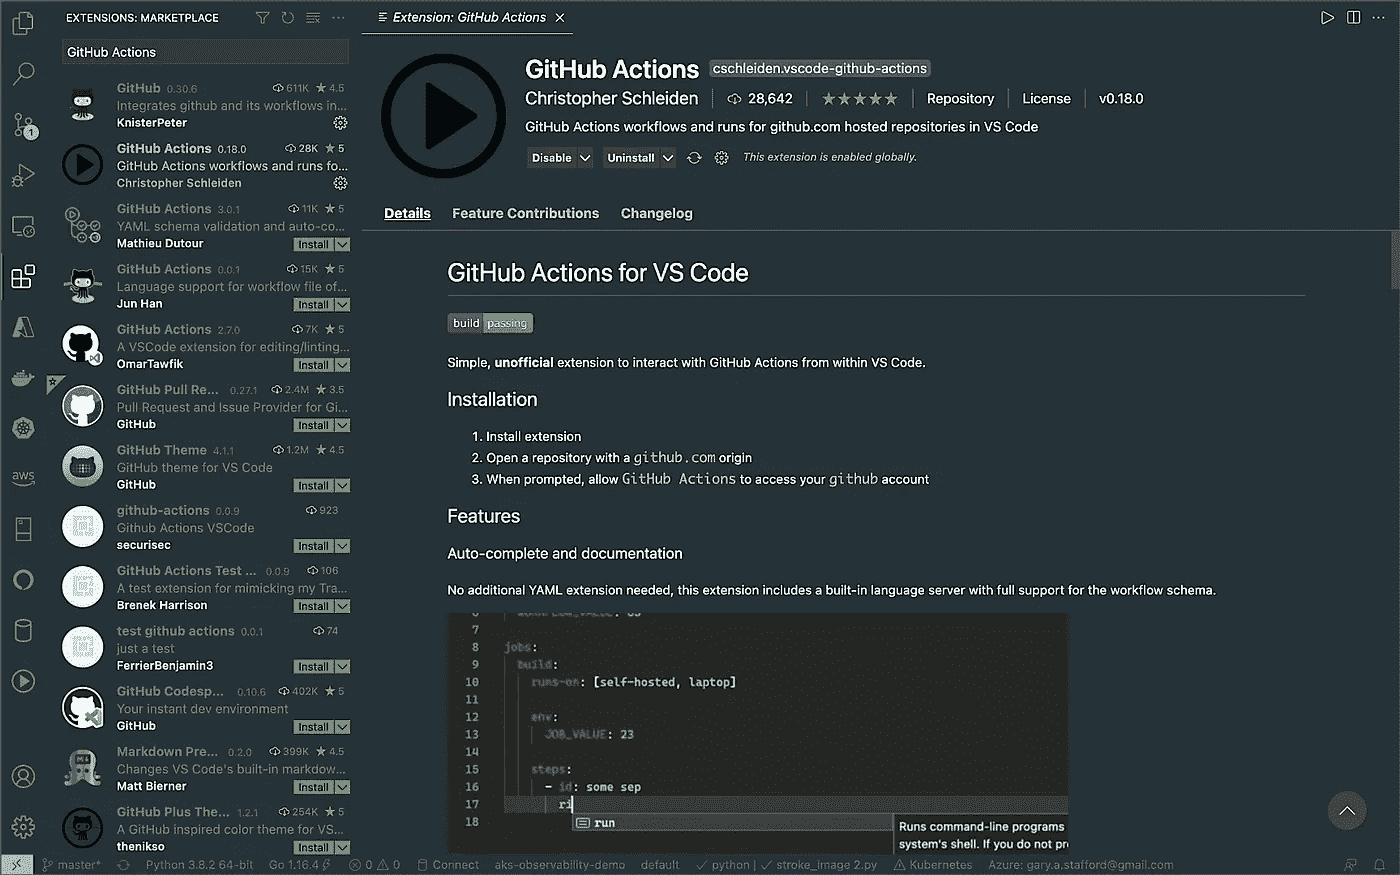 EXTENSIONS: MARKETPLACE
GitHub Actions
GitHub 0.30.6 611K ★ 4.5
Integrates github and its workflows in...
KnisterPeter
GitHub Actions 0.18.0 28K ★ 5
GitHub Actions workflows and runs fo...
Christopher Schleiden
GitHub Actions 3.0.1 11K ★ 5
YAML schema validation and auto-co...
Mathieu Dutour Install
GitHub Actions 0.0.1 15K ★ 5
Language support for workflow file of...
Jun Han Install
GitHub Actions 2.7.0 7K ★ 5
A VSCode extension for editing/linting...
OmarTawfik Install
GitHub Pull Re... 0.27.1 2.4M ★ 3.5
Pull Request and Issue Provider for Gi...
GitHub Install
GitHub Theme 4.1.1 1.2M ★ 4.5
GitHub theme for VS Code
GitHub Install
github-actions 0.0.9 923
Github Actions VSCode
securisec Install
GitHub Actions Test ... 0.0.9 106
A test extension for mimicking my Tra...
Brenek Harrison Install
test github actions 0.0.1 74
just a test
FerrierBenjamin3 Install
GitHub Codesp... 0.10.6 402K ★ 5
Your instant dev environment
GitHub Install
Markdown Pre... 0.2.0 399K ★ 4.5
Changes VS Code's built-in markdow...
Matt Bierner Install
GitHub Plus The... 1.2.1 254K ★ 5
A GitHub inspired color theme for VS...
thenikso Install
1
aws
Extension: GitHub Actions
GitHub Actions cschleiden.vscode-github-actions
Christopher Schleiden 28,642 ★★★★★ Repository License v0.18.0
GitHub Actions workflows and runs for github.com hosted repositories in VS Code
Disable Uninstall This extension is enabled globally.
Details Feature Contributions Changelog
GitHub Actions for VS Code
build passing
Simple, unofficial extension to interact with GitHub Actions from within VS Code.
Installation
1. Install extension
2. Open a repository with a github.com origin
3. When prompted, allow GitHub Actions to access your github account
Features
Auto-complete and documentation
No additional YAML extension needed, this extension includes a built-in language server with full support for the workflow schema.
7
8 jobs:
9 build:
10 runs-on: [self-hosted, laptop]
11
12 env:
13 JOB_VALUE: 23
14
15 steps:
16 - id: some sep
17 ri
18 run
Runs command-line programs
system's shell. If you do not pr
master* Python 3.8.2 64-bit Go 1.16.4 0 0 Connect aks-observability-demo default python | stroke_image 2.py Kubernetes Azure: gary.a.stafford@gmail.com